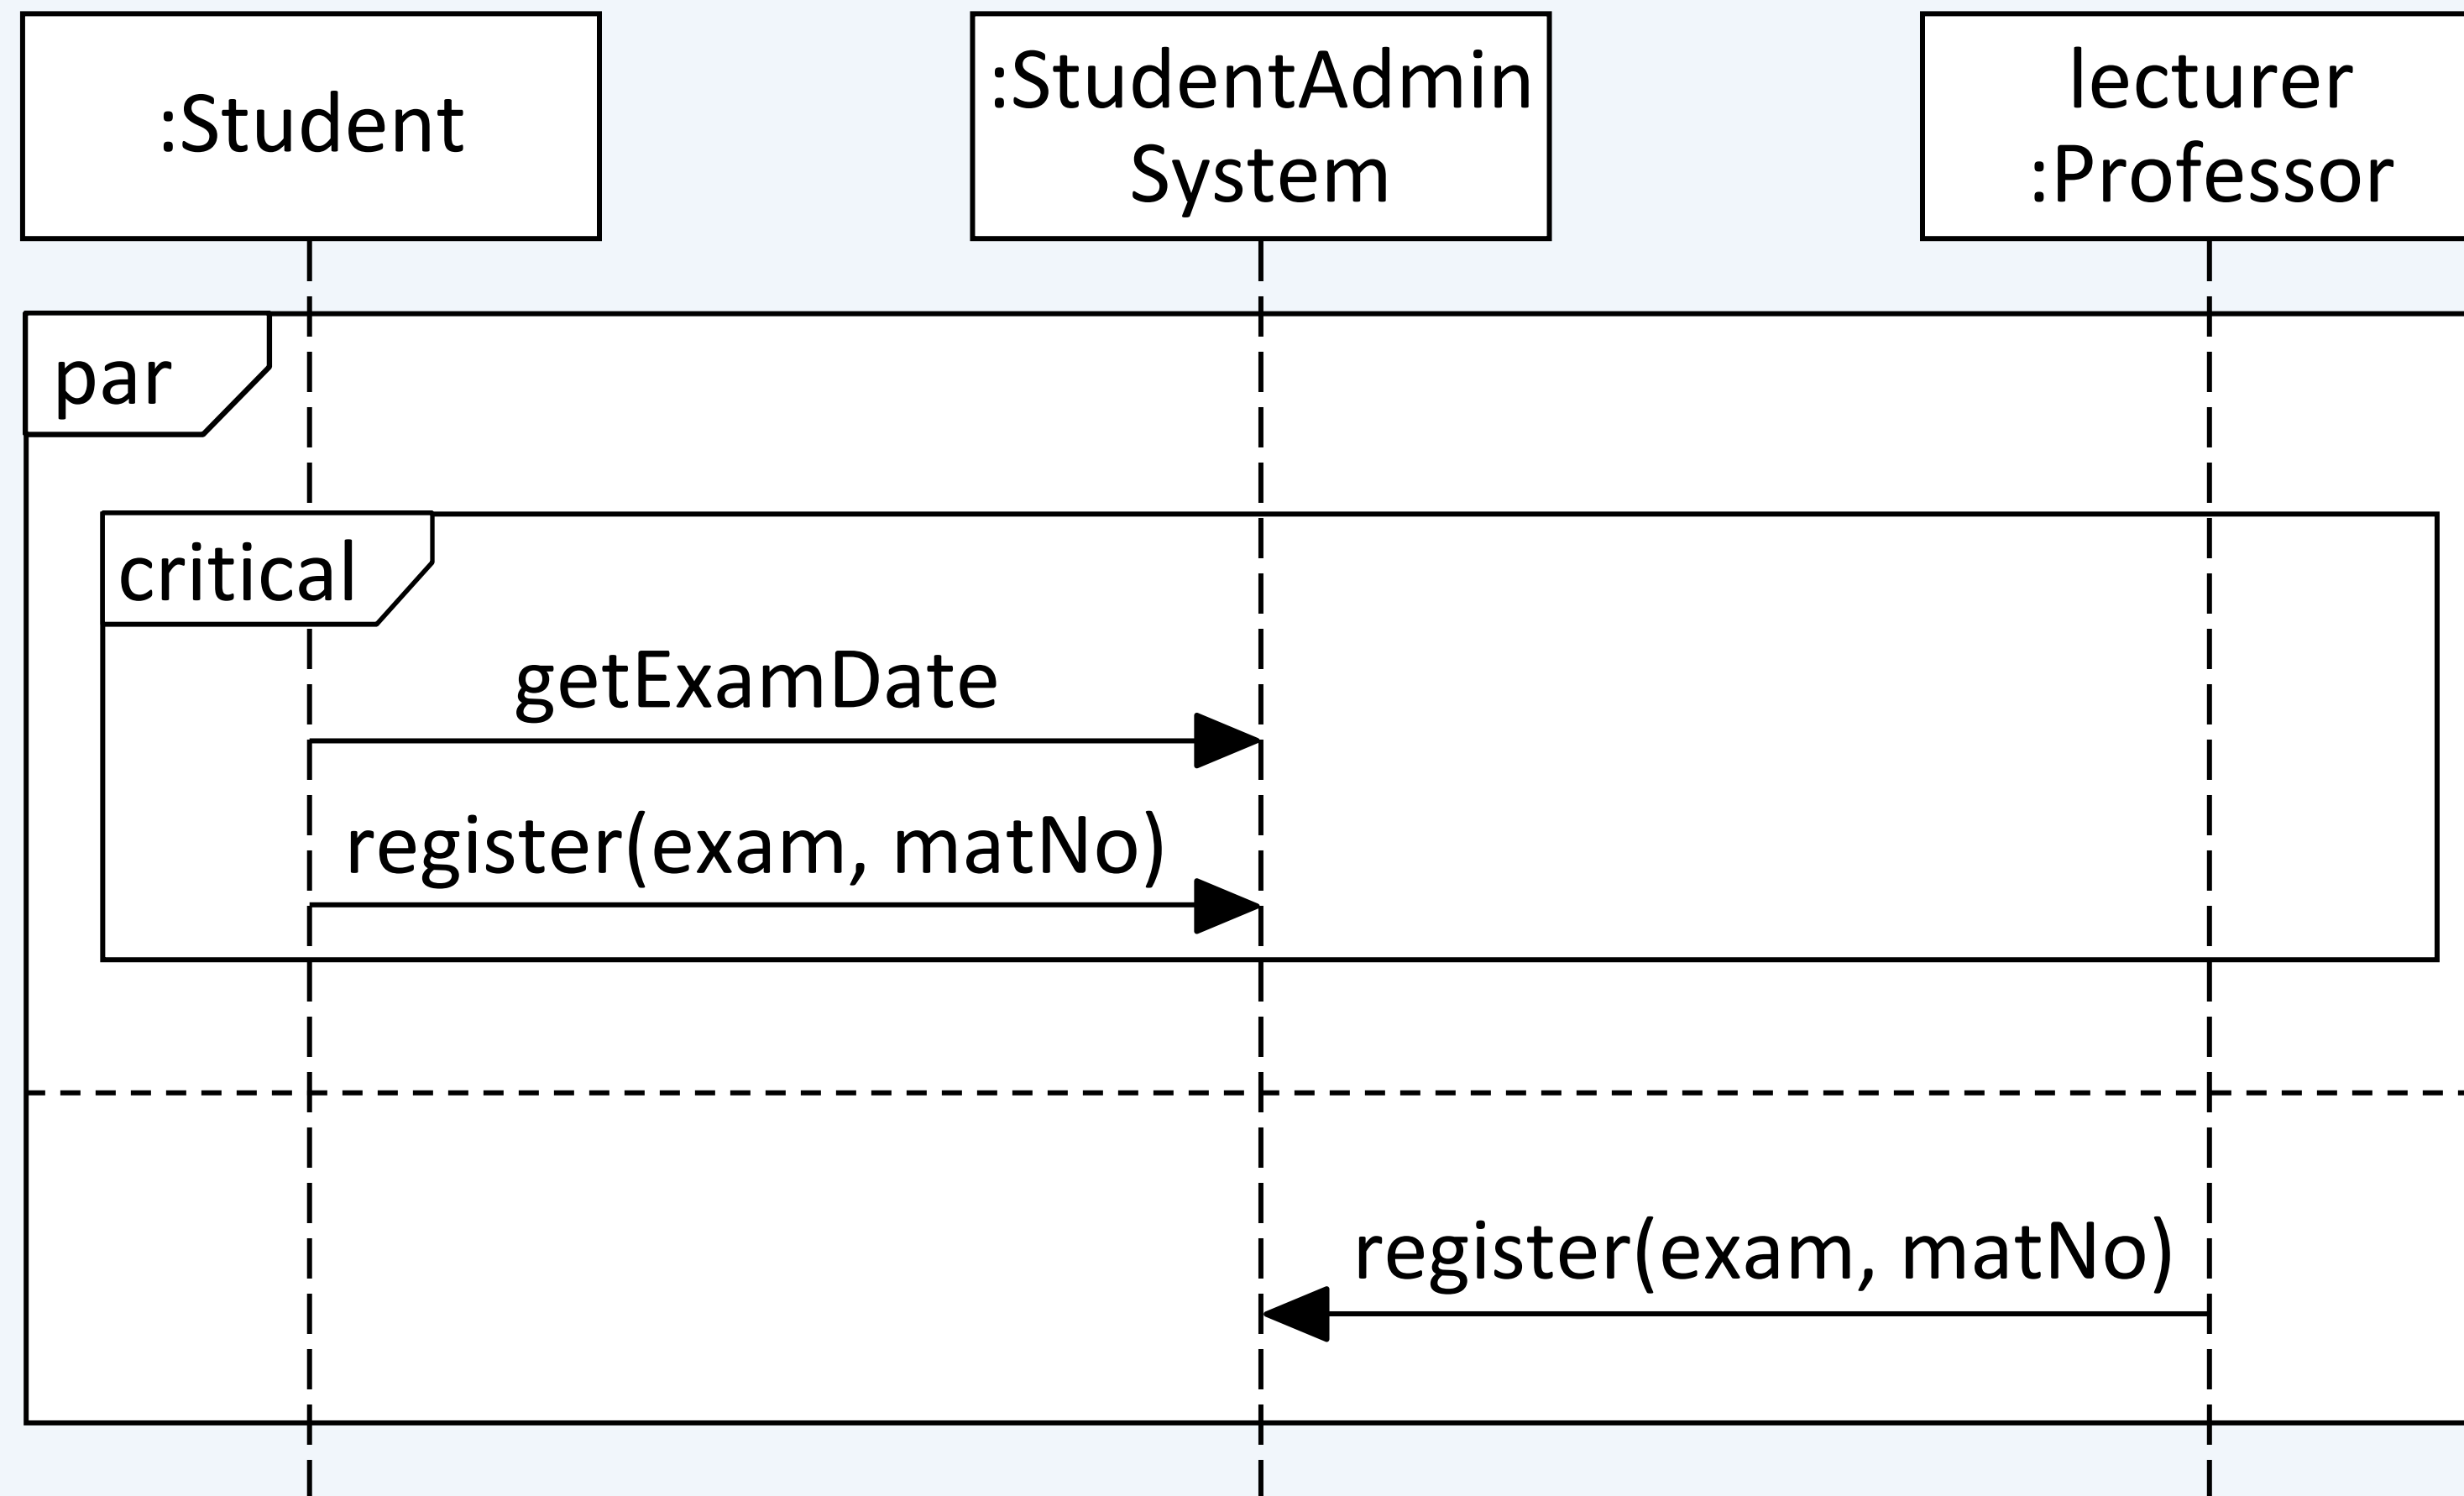 :Student
:StudentAdmin
System
lecturer
:Professor
par
critical
getExamDate
register(exam, matNo)
register(exam, matNo)